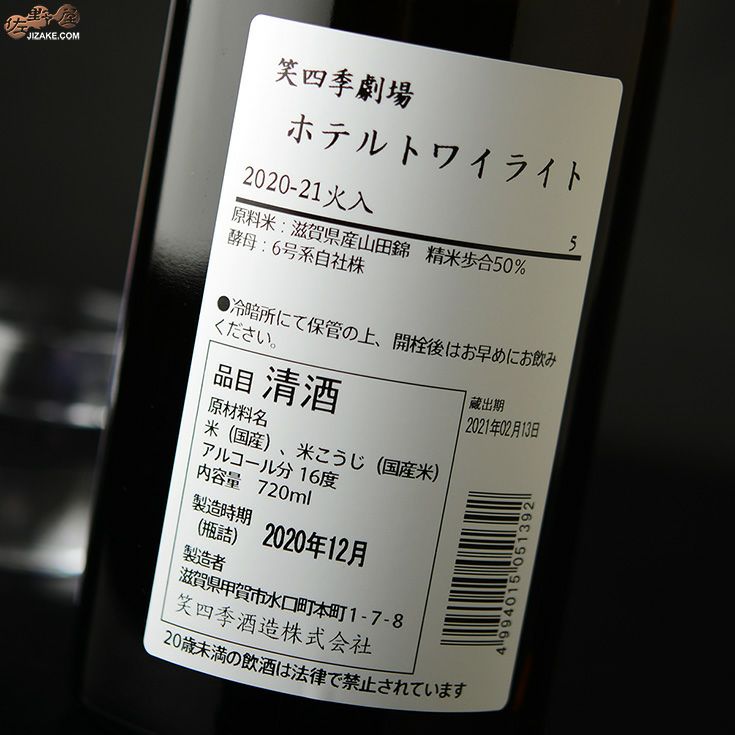 佐野屋
JIZAKE.COM
笑四季劇場
ホテルトワイライト
2020-21火入
5
原料米：滋賀県産山田錦　精米歩合50%
酵母：6号系自社株
●冷暗所にて保管の上、開栓後はお早めにお飲み
ください。
品目 清酒
原材料名
米（国産）、米こうじ（国産米）
アルコール分 16度
内容量　720ml
製造時期
（瓶詰）　2020年12月
製造者
滋賀県甲賀市水口町本町1-7-8
笑四季酒造株式会社
蔵出期
2021年02月13日
4994015051392
20歳未満の飲酒は法律で禁止されています